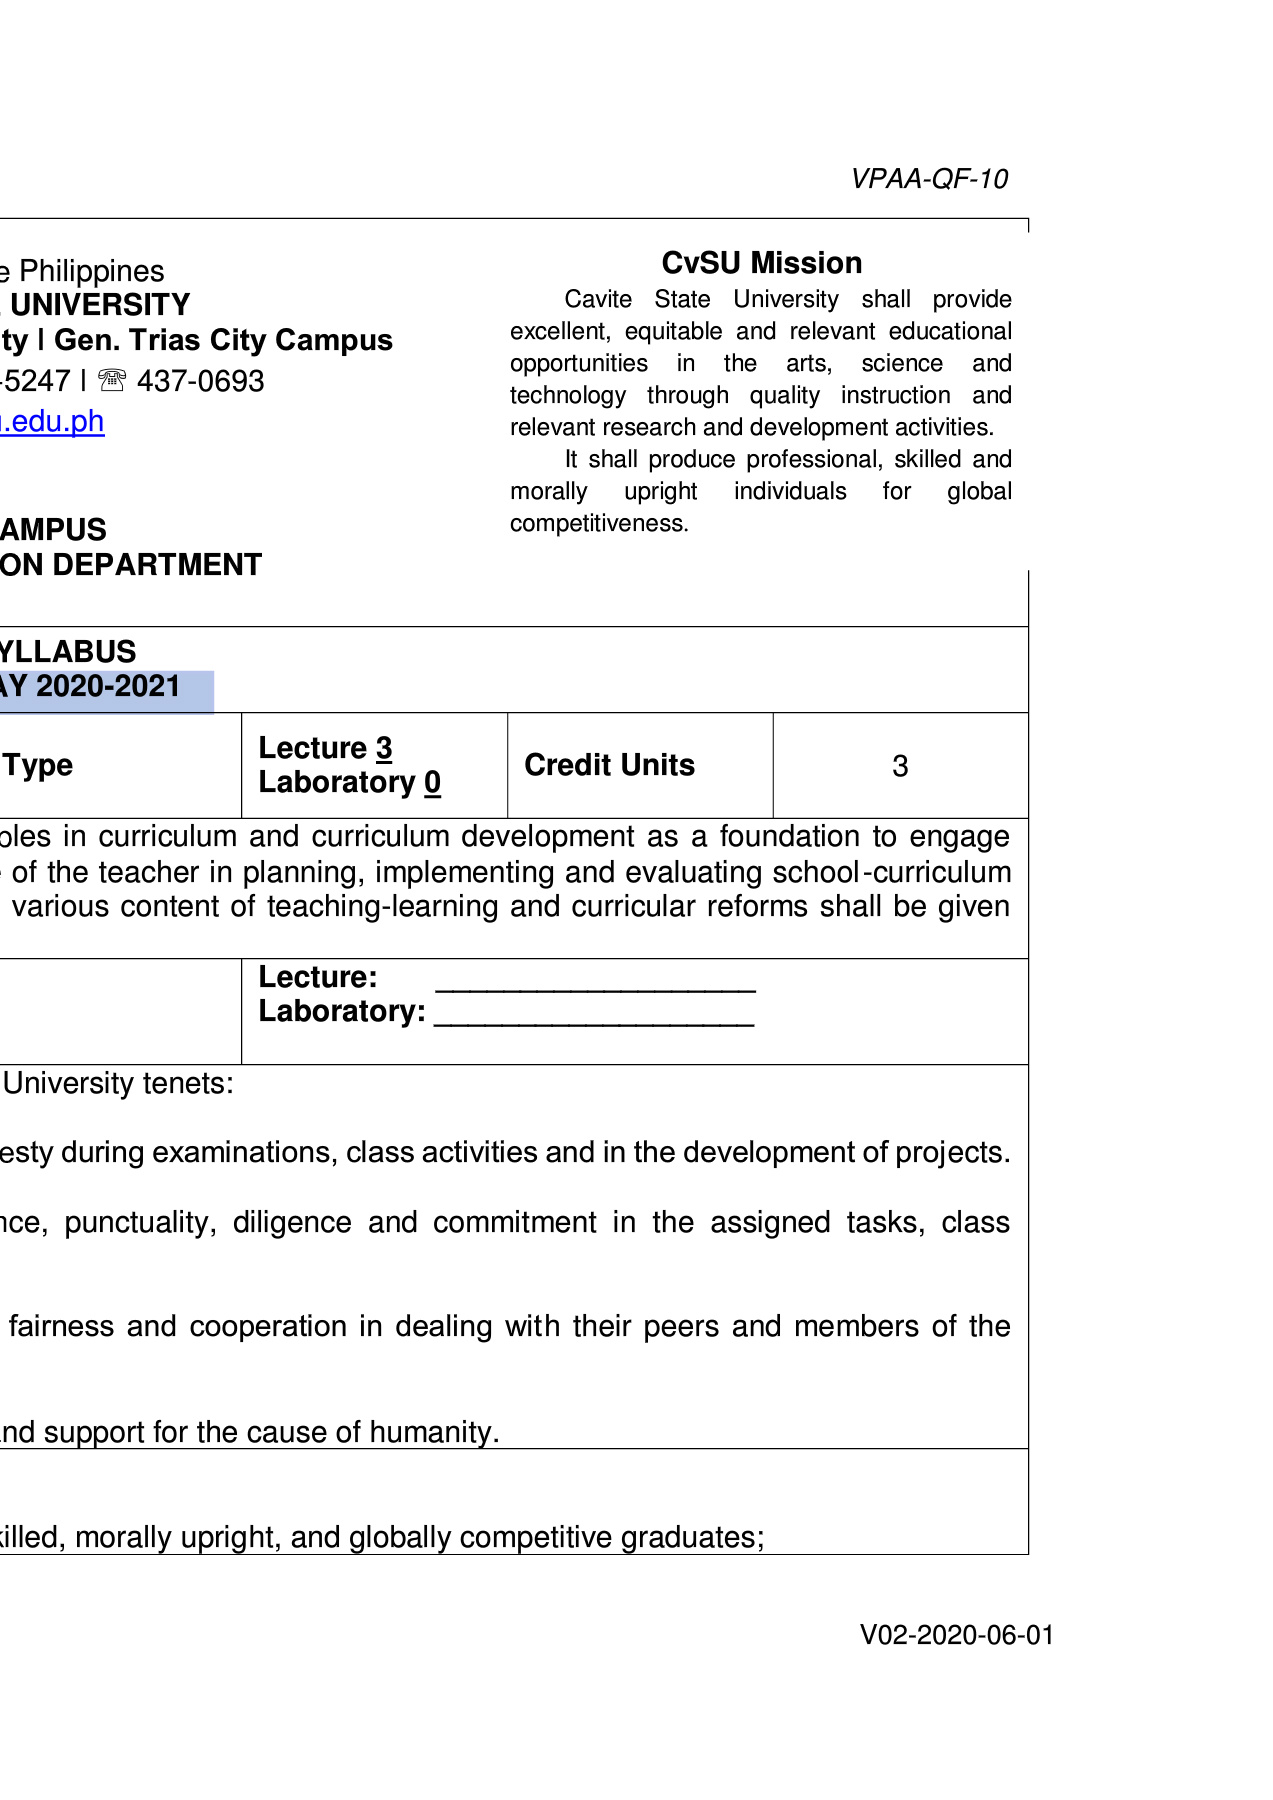 VPAA-QF-10
e Philippines
UNIVERSITY
ty | Gen. Trias City Campus
-5247 | ☏ 437-0693
u.edu.ph
AMPUS
ON DEPARTMENT
CvSU Mission
Cavite State University shall provide
excellent, equitable and relevant educational
opportunities in the arts, science and
technology through quality instruction and
relevant research and development activities.
It shall produce professional, skilled and
morally upright individuals for global
competitiveness.
YLLABUS
AY 2020-2021
Type
Lecture 3
Laboratory 0
Credit Units
3
ples in curriculum and curriculum development as a foundation to engage
e of the teacher in planning, implementing and evaluating school-curriculum
various content of teaching-learning and curricular reforms shall be given
Lecture: ___________________
Laboratory: ___________________
University tenets:
esty during examinations, class activities and in the development of projects.
nce, punctuality, diligence and commitment in the assigned tasks, class
fairness and cooperation in dealing with their peers and members of the
and support for the cause of humanity.
killed, morally upright, and globally competitive graduates;
V02-2020-06-01